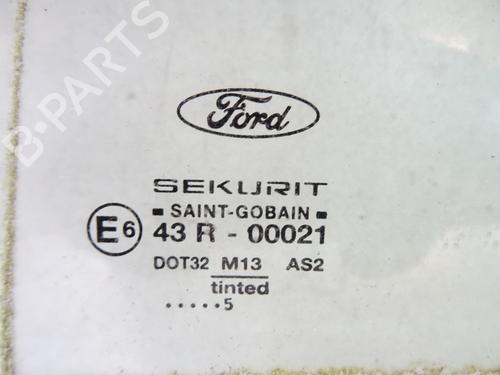 B-PARTS
Ford
SEKURIT
▪ SAINT-GOBAIN ▪
E6 43 R - 00021
DOT32 M13 AS2
tinted
.....5